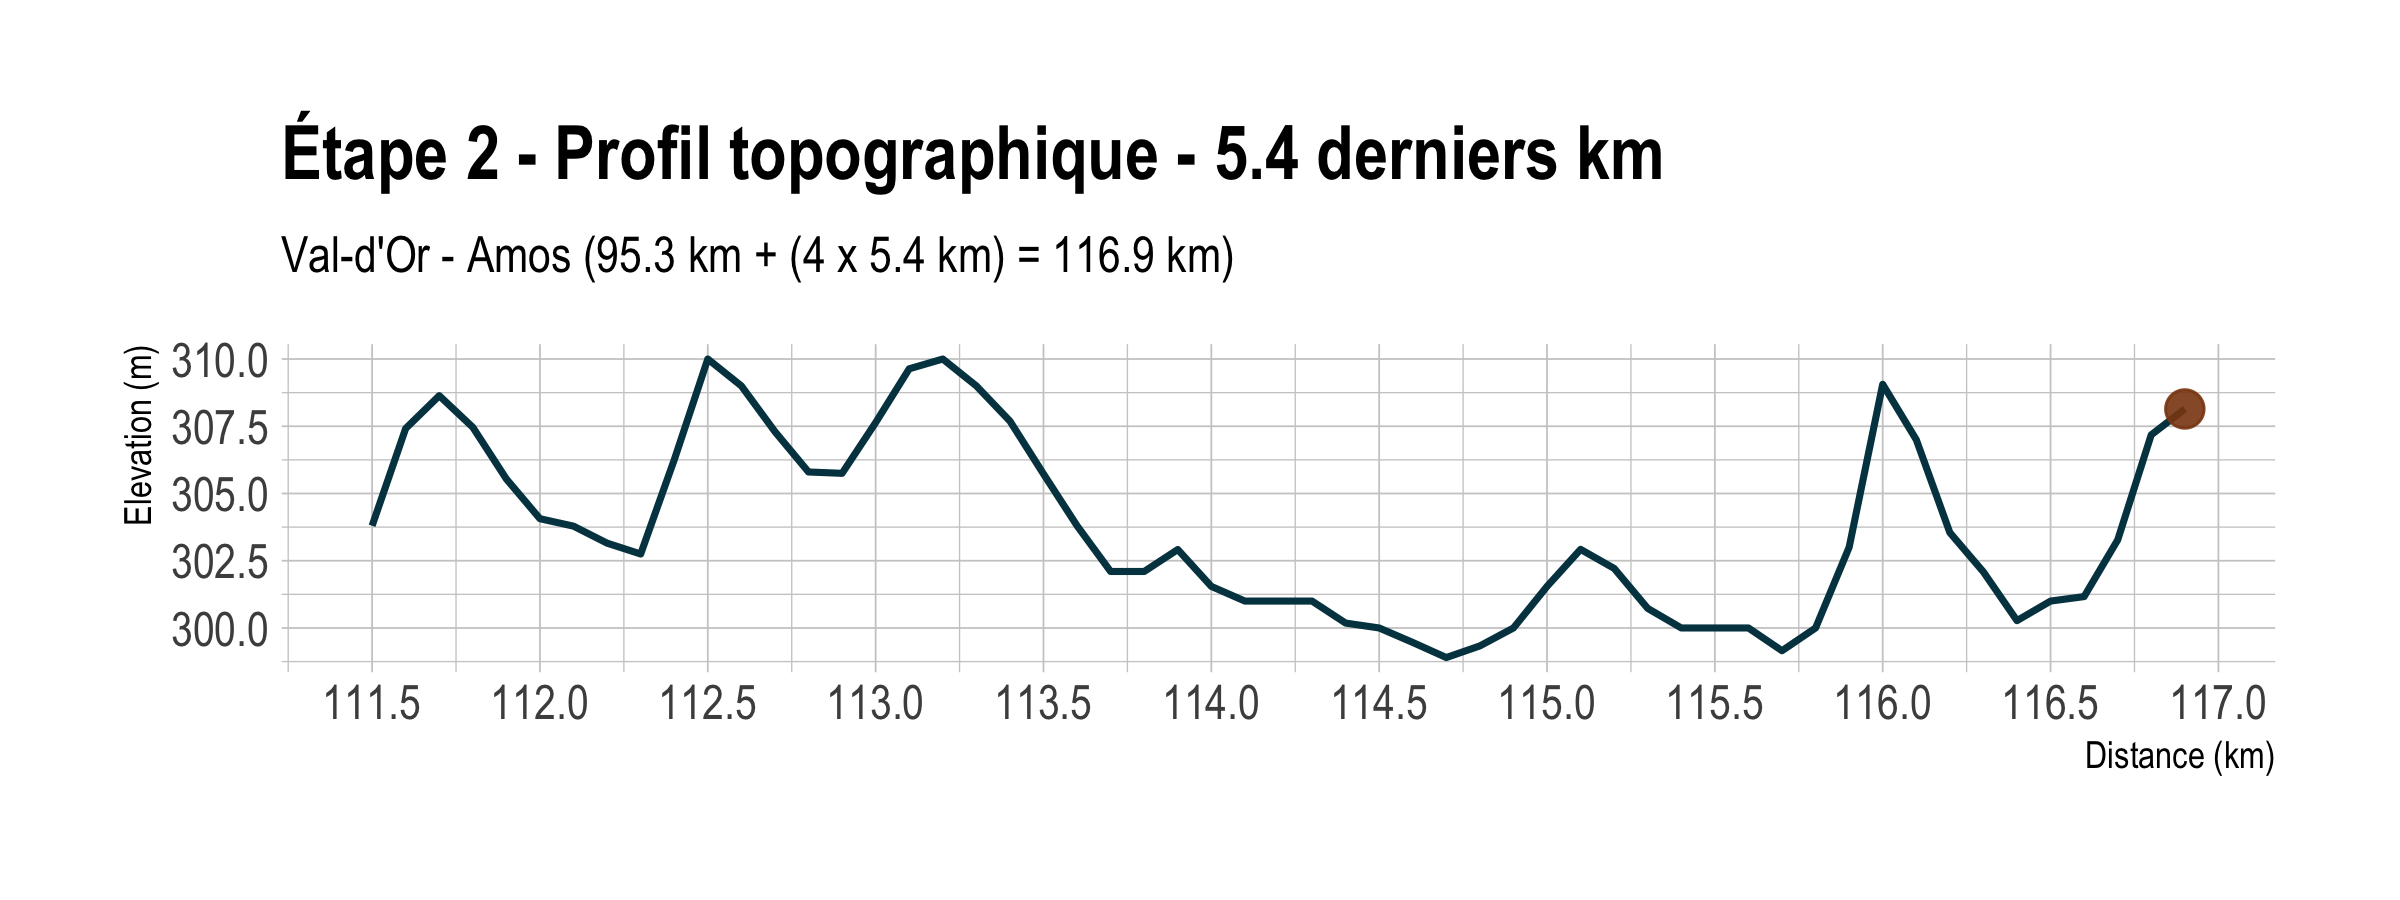 Étape 2 - Profil topographique - 5.4 derniers km
Val-d'Or - Amos (95.3 km + (4 x 5.4 km) = 116.9 km)
Elevation (m)
310.0
307.5
305.0
302.5
300.0
111.5 112.0 112.5 113.0 113.5 114.0 114.5 115.0 115.5 116.0 116.5 117.0
Distance (km)